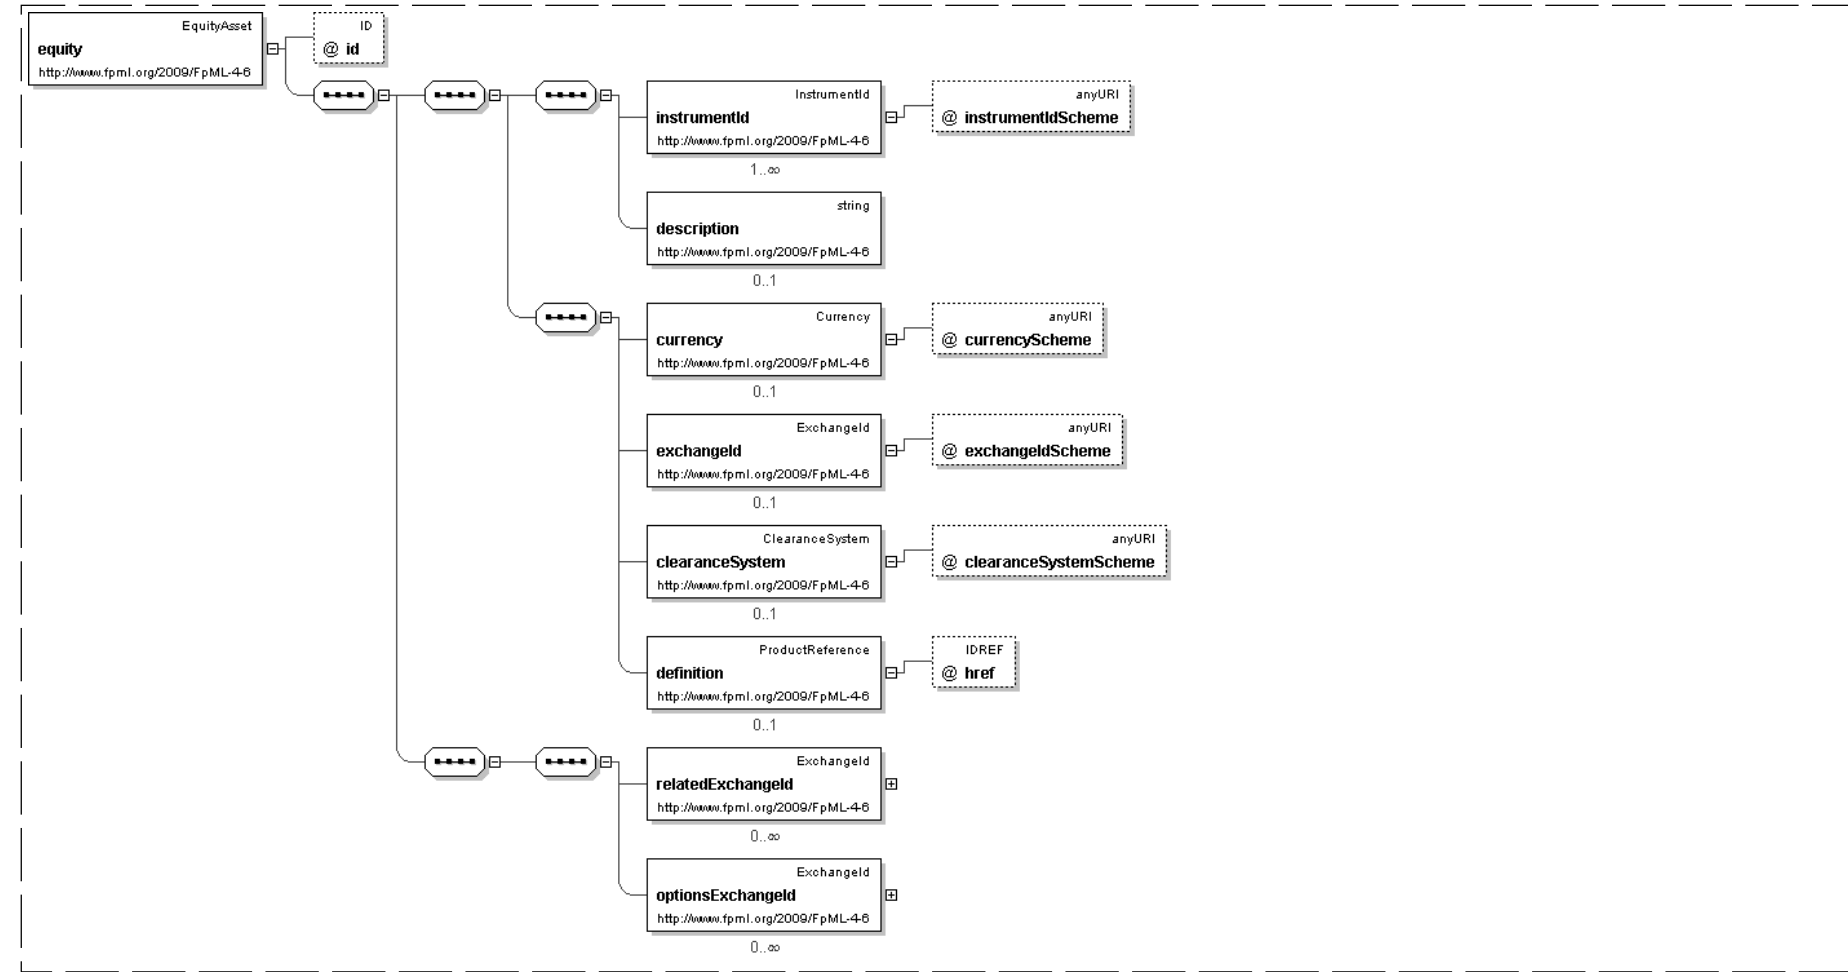 EquityAsset
equity
http://www.fpml.org/2009/FpML-4-6
ID
@ id
InstrumentId
instrumentId
http://www.fpml.org/2009/FpML-4-6
1..∞
anyURI
@ instrumentIdScheme
string
description
http://www.fpml.org/2009/FpML-4-6
0..1
Currency
currency
http://www.fpml.org/2009/FpML-4-6
0..1
anyURI
@ currencyScheme
ExchangeId
exchangeId
http://www.fpml.org/2009/FpML-4-6
0..1
anyURI
@ exchangeIdScheme
ClearanceSystem
clearanceSystem
http://www.fpml.org/2009/FpML-4-6
0..1
anyURI
@ clearanceSystemScheme
ProductReference
definition
http://www.fpml.org/2009/FpML-4-6
0..1
IDREF
@ href
ExchangeId
relatedExchangeId
http://www.fpml.org/2009/FpML-4-6
0..∞
ExchangeId
optionsExchangeId
http://www.fpml.org/2009/FpML-4-6
0..∞